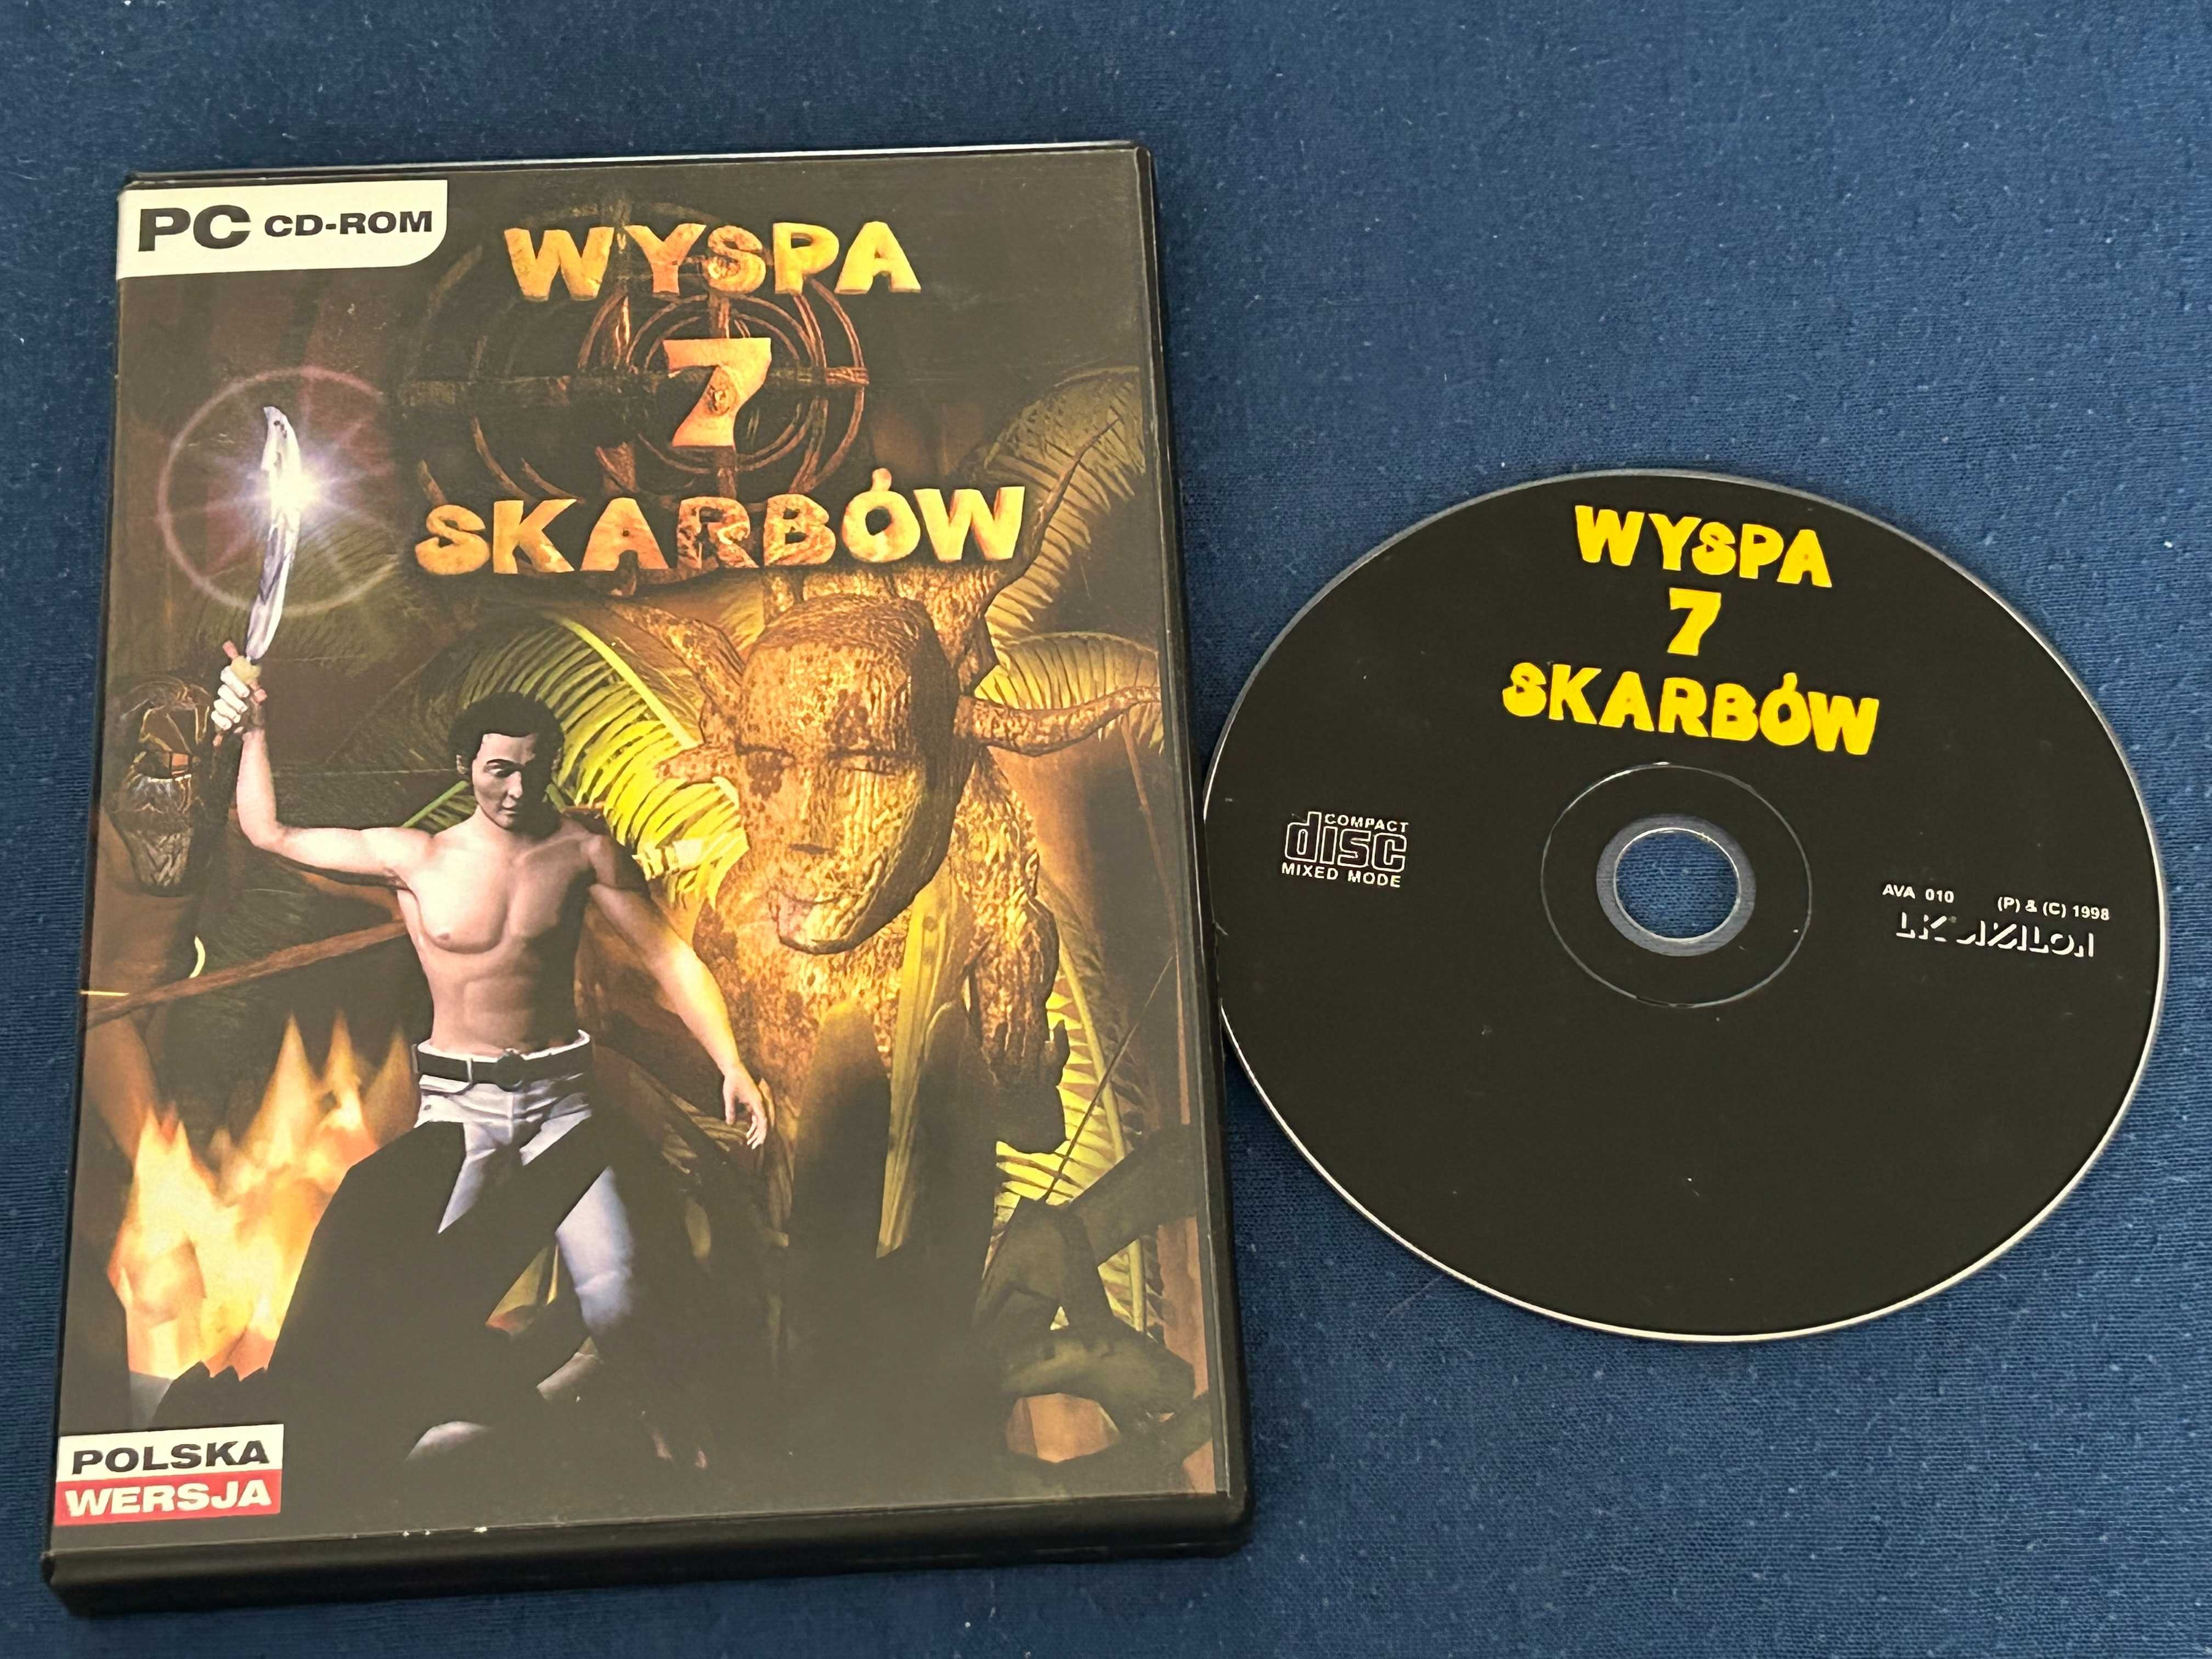 PC CD-ROM
WYSPA
7
SKARBÓW
POLSKA
WERSJA
WYSPA
7
SKARBÓW
COMPACT
disc
MIXED MODE
AVA 010 (P) & (C) 1998